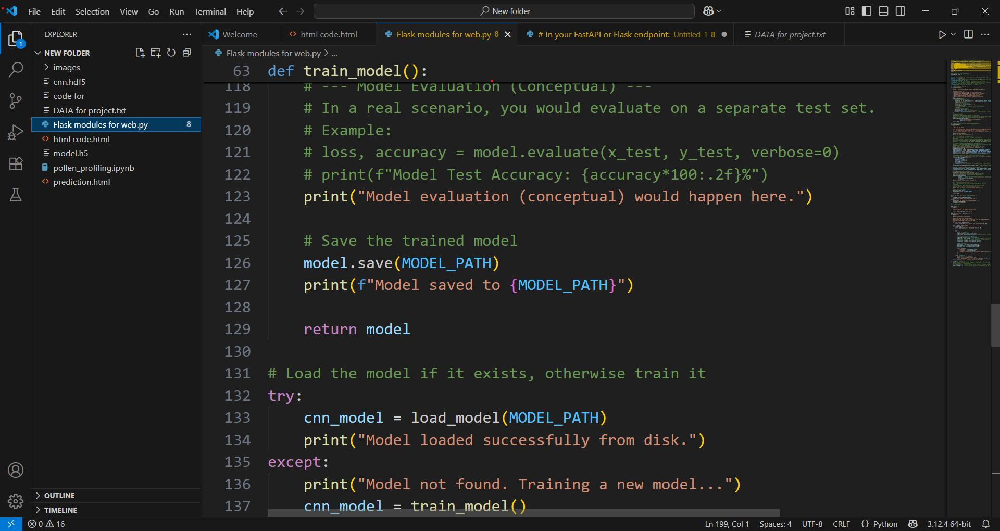 File Edit Selection View Go Run Terminal Help
New folder
EXPLORER
Welcome
html code.html
Flask modules for web.py 8
# In your FastAPI or Flask endpoint: Untitled-1 8
DATA for project.txt
NEW FOLDER
images
cnn.hdf5
code for
DATA for project.txt
Flask modules for web.py 8
html code.html
model.h5
pollen_profiling.ipynb
prediction.html
OUTLINE
TIMELINE
1
Flask modules for web.py > ...
63 def train_model():
118 # --- Model Evaluation (Conceptual) ---
119 # In a real scenario, you would evaluate on a separate test set.
120 # Example:
121 # loss, accuracy = model.evaluate(x_test, y_test, verbose=0)
122 # print(f"Model Test Accuracy: {accuracy*100:.2f}%")
123 print("Model evaluation (conceptual) would happen here.")
124
125 # Save the trained model
126 model.save(MODEL_PATH)
127 print(f"Model saved to {MODEL_PATH}")
128
129 return model
130
131 # Load the model if it exists, otherwise train it
132 try:
133 cnn_model = load_model(MODEL_PATH)
134 print("Model loaded successfully from disk.")
135 except:
136 print("Model not found. Training a new model...")
137 cnn_model = train_model()
0 16
Ln 199, Col 1 Spaces: 4 UTF-8 CRLF {} Python 3.12.4 64-bit